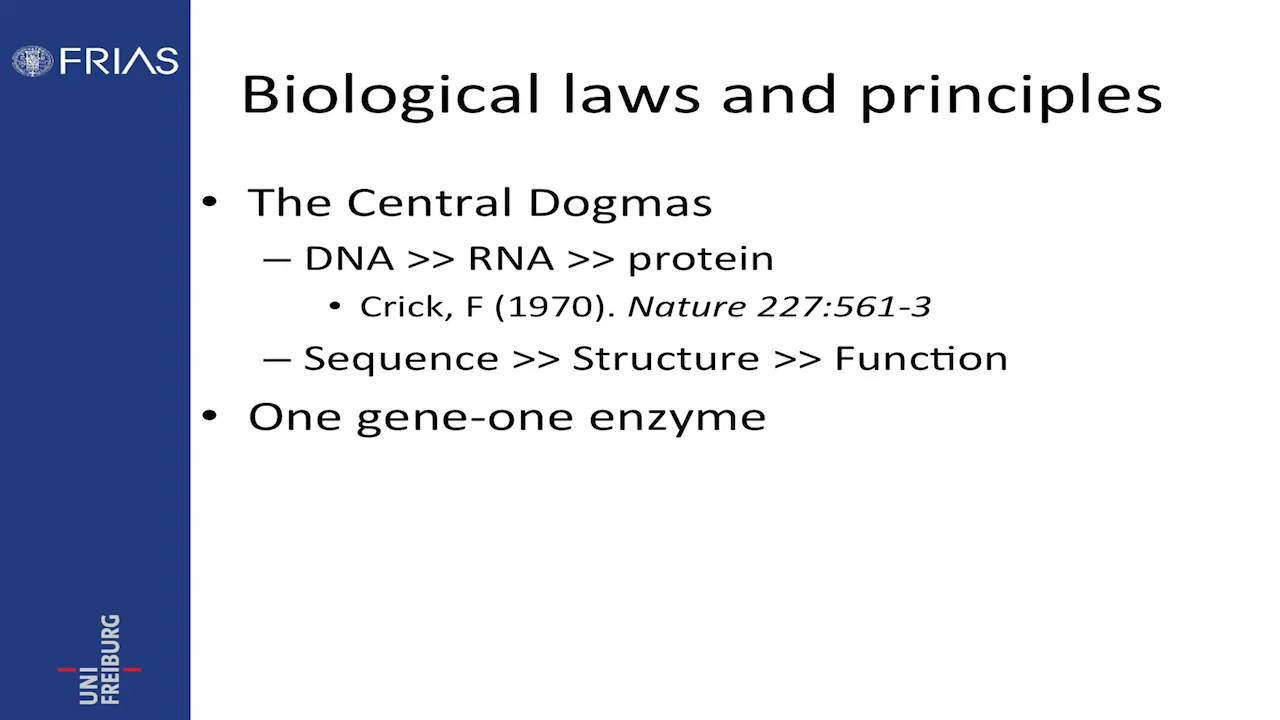 FRIAS
Biological laws and principles
• The Central Dogmas
– DNA >> RNA >> protein
• Crick, F (1970). Nature 227:561-3
– Sequence >> Structure >> Function
• One gene-one enzyme
UNI
FREIBURG